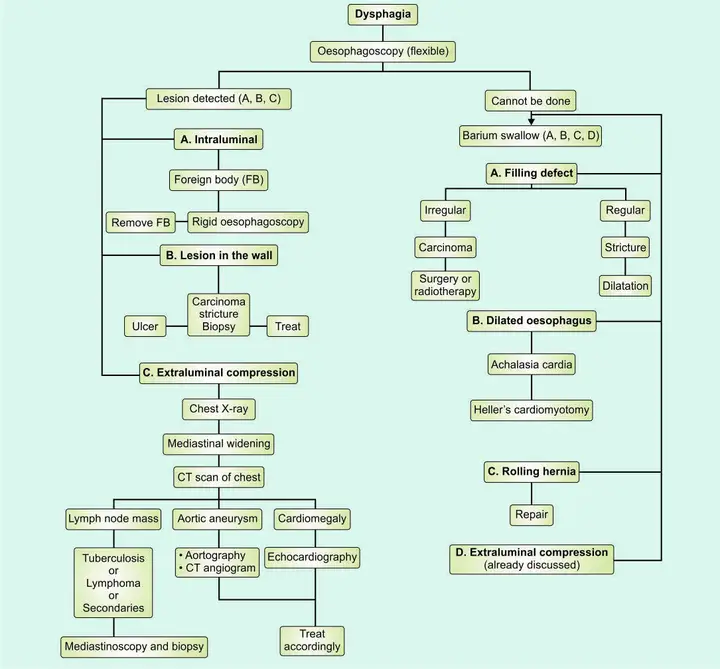 Dysphagia
Oesophagoscopy (flexible)
Lesion detected (A, B, C)
A. Intraluminal
Foreign body (FB)
Remove FB
Rigid oesophagoscopy
B. Lesion in the wall
Carcinoma
stricture
Biopsy
Ulcer
Treat
C. Extraluminal compression
Chest X-ray
Mediastinal widening
CT scan of chest
Lymph node mass
Aortic aneurysm
Cardiomegaly
Tuberculosis
or
Lymphoma
or
Secondaries
• Aortography
• CT angiogram
Echocardiography
Mediastinoscopy and biopsy
Treat
accordingly
Cannot be done
Barium swallow (A, B, C, D)
A. Filling defect
Irregular
Regular
Carcinoma
Stricture
Surgery or
radiotherapy
Dilatation
B. Dilated oesophagus
Achalasia cardia
Heller's cardiomyotomy
C. Rolling hernia
Repair
D. Extraluminal compression
(already discussed)